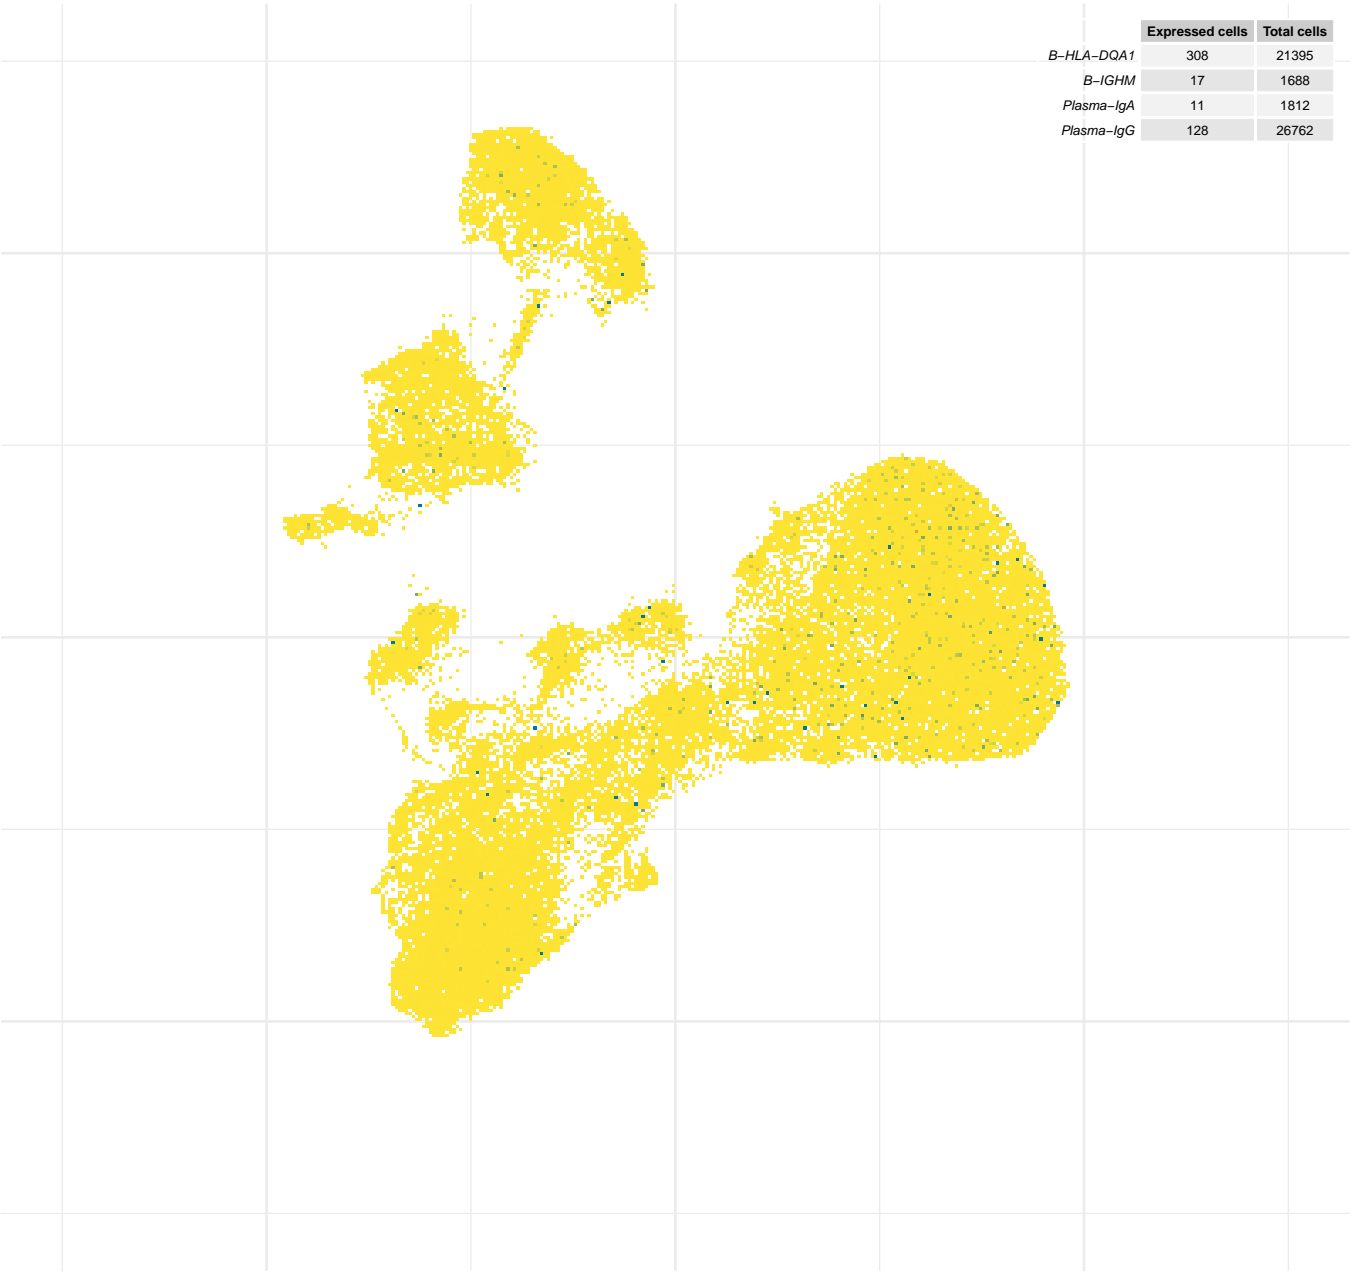 Expressed cells Total cells
B−HLA−DQA1 308 21395
B−IGHM 17 1688
Plasma−IgA 11 1812
Plasma−IgG 128 26762